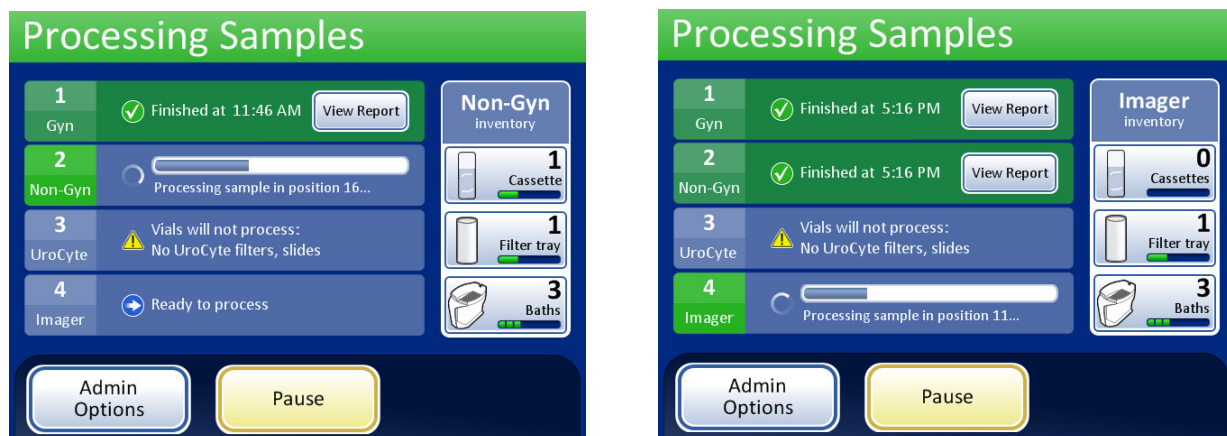 Processing Samples
1
Gyn
Finished at 11:46 AM
View Report
2
Non-Gyn
Processing sample in position 16...
3
UroCyte
Vials will not process:
No UroCyte filters, slides
4
Imager
Ready to process
Non-Gyn
inventory
1
Cassette
1
Filter tray
3
Baths
Admin
Options
Pause
Processing Samples
1
Gyn
Finished at 5:16 PM
View Report
2
Non-Gyn
Finished at 5:16 PM
View Report
3
UroCyte
Vials will not process:
No UroCyte filters, slides
4
Imager
Processing sample in position 11...
Imager
inventory
0
Cassettes
1
Filter tray
3
Baths
Admin
Options
Pause